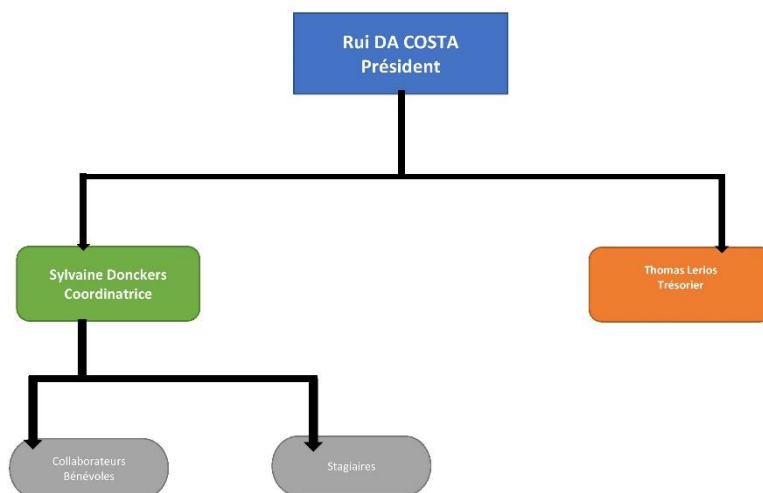 Rui DA COSTA
Président
Sylvaine Donckers
Coordinatrice
Thomas Lerios
Trésorier
Collaborateurs
Bénévoles
Stagiaires